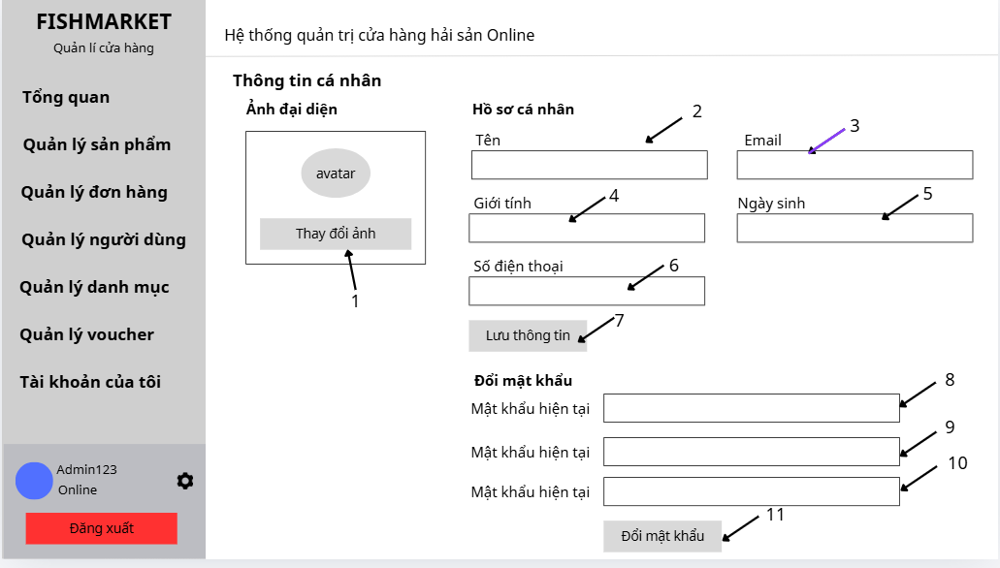 FISHMARKET
Quản lí cửa hàng
Tổng quan
Quản lý sản phẩm
Quản lý đơn hàng
Quản lý người dùng
Quản lý danh mục
Quản lý voucher
Tài khoản của tôi
Admin123
Online
Đăng xuất
Hệ thống quản trị cửa hàng hải sản Online
Thông tin cá nhân
Ảnh đại diện
avatar
Thay đổi ảnh
1
Hồ sơ cá nhân
2
3
Tên
Email
4
5
Giới tính
Ngày sinh
6
Số điện thoại
7
Lưu thông tin
Đổi mật khẩu
8
Mật khẩu hiện tại
9
Mật khẩu hiện tại
10
Mật khẩu hiện tại
11
Đổi mật khẩu